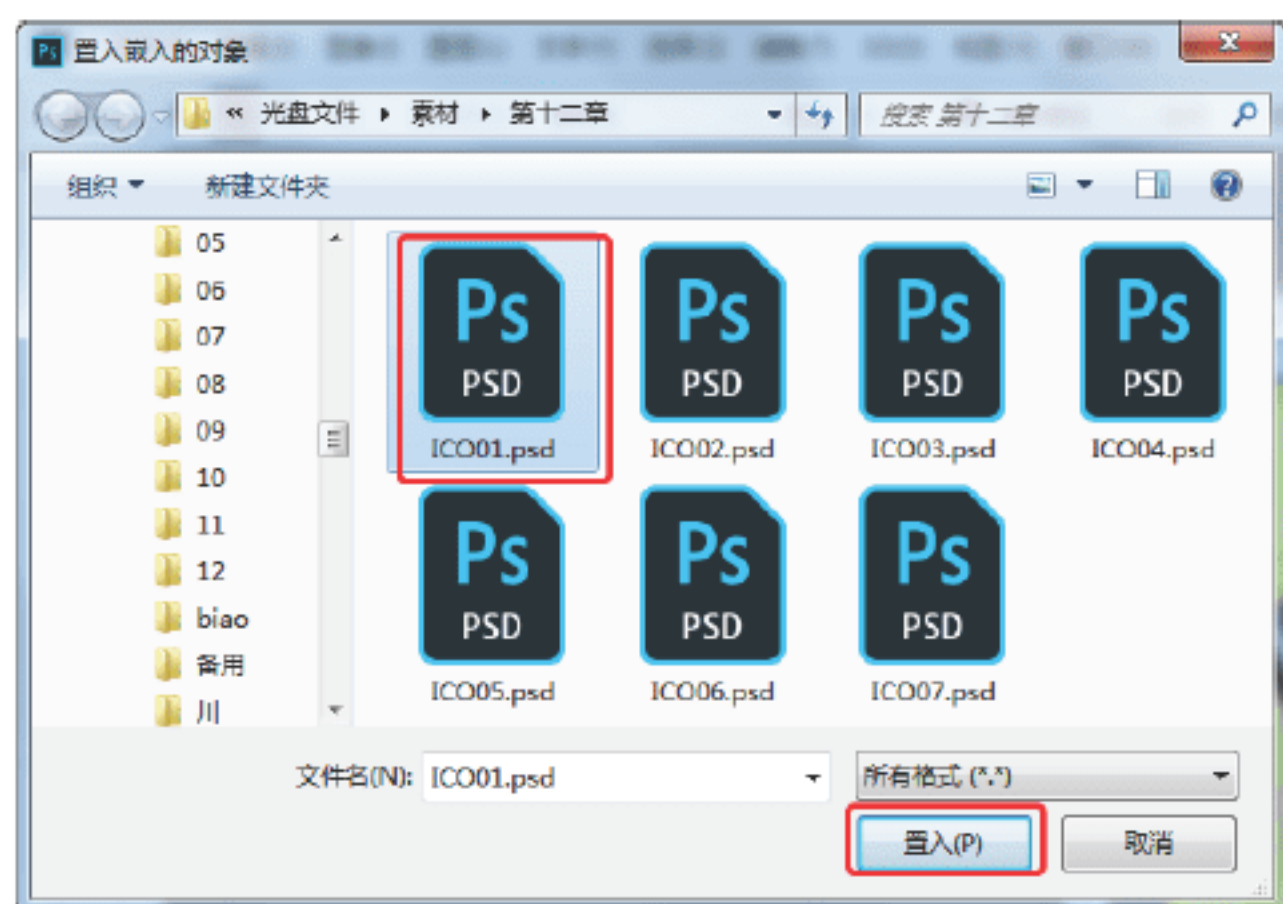 Ps 置入嵌入的对象
« 光盘文件 ▸ 素材 ▸ 第十二章
搜索 第十二章
组织 新建文件夹
05
06
07
08
09
10
11
12
biao
备用
川
Ps Ps Ps Ps
PSD PSD PSD PSD
ICO01.psd ICO02.psd ICO03.psd ICO04.psd
Ps Ps Ps
PSD PSD PSD
ICO05.psd ICO06.psd ICO07.psd
文件名(N): ICO01.psd 所有格式 (*.*)
置入(P) 取消